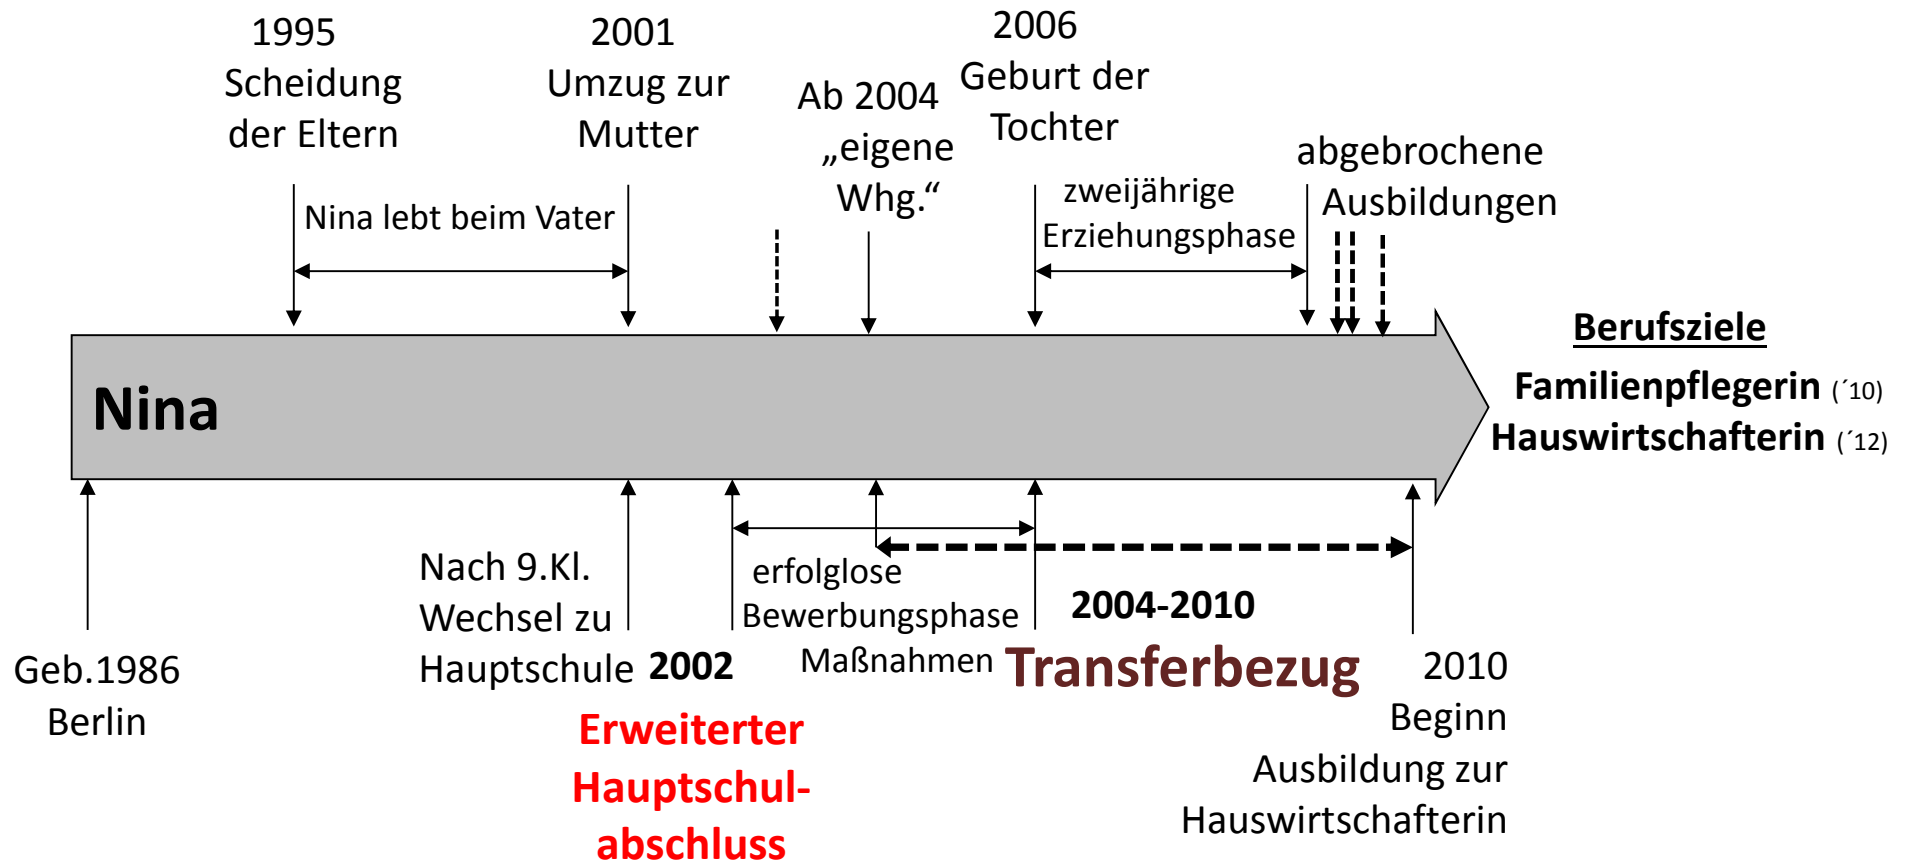 1995
Scheidung
der Eltern
2001
Umzug zur
Mutter
Ab 2004
„eigene
Whg.“
2006
Geburt der
Tochter
abgebrochene
Ausbildungen
Nina lebt beim Vater
zweijährige
Erziehungsphase
Nina
Berufsziele
Familienpflegerin (´10)
Hauswirtschafterin (´12)
Geb.1986
Berlin
Nach 9.Kl.
Wechsel zu
Hauptschule
2002
Erweiterter
Hauptschul-
abschluss
erfolglose
Bewerbungsphase
Maßnahmen
2004-2010
Transferbezug
2010
Beginn
Ausbildung zur
Hauswirtschafterin